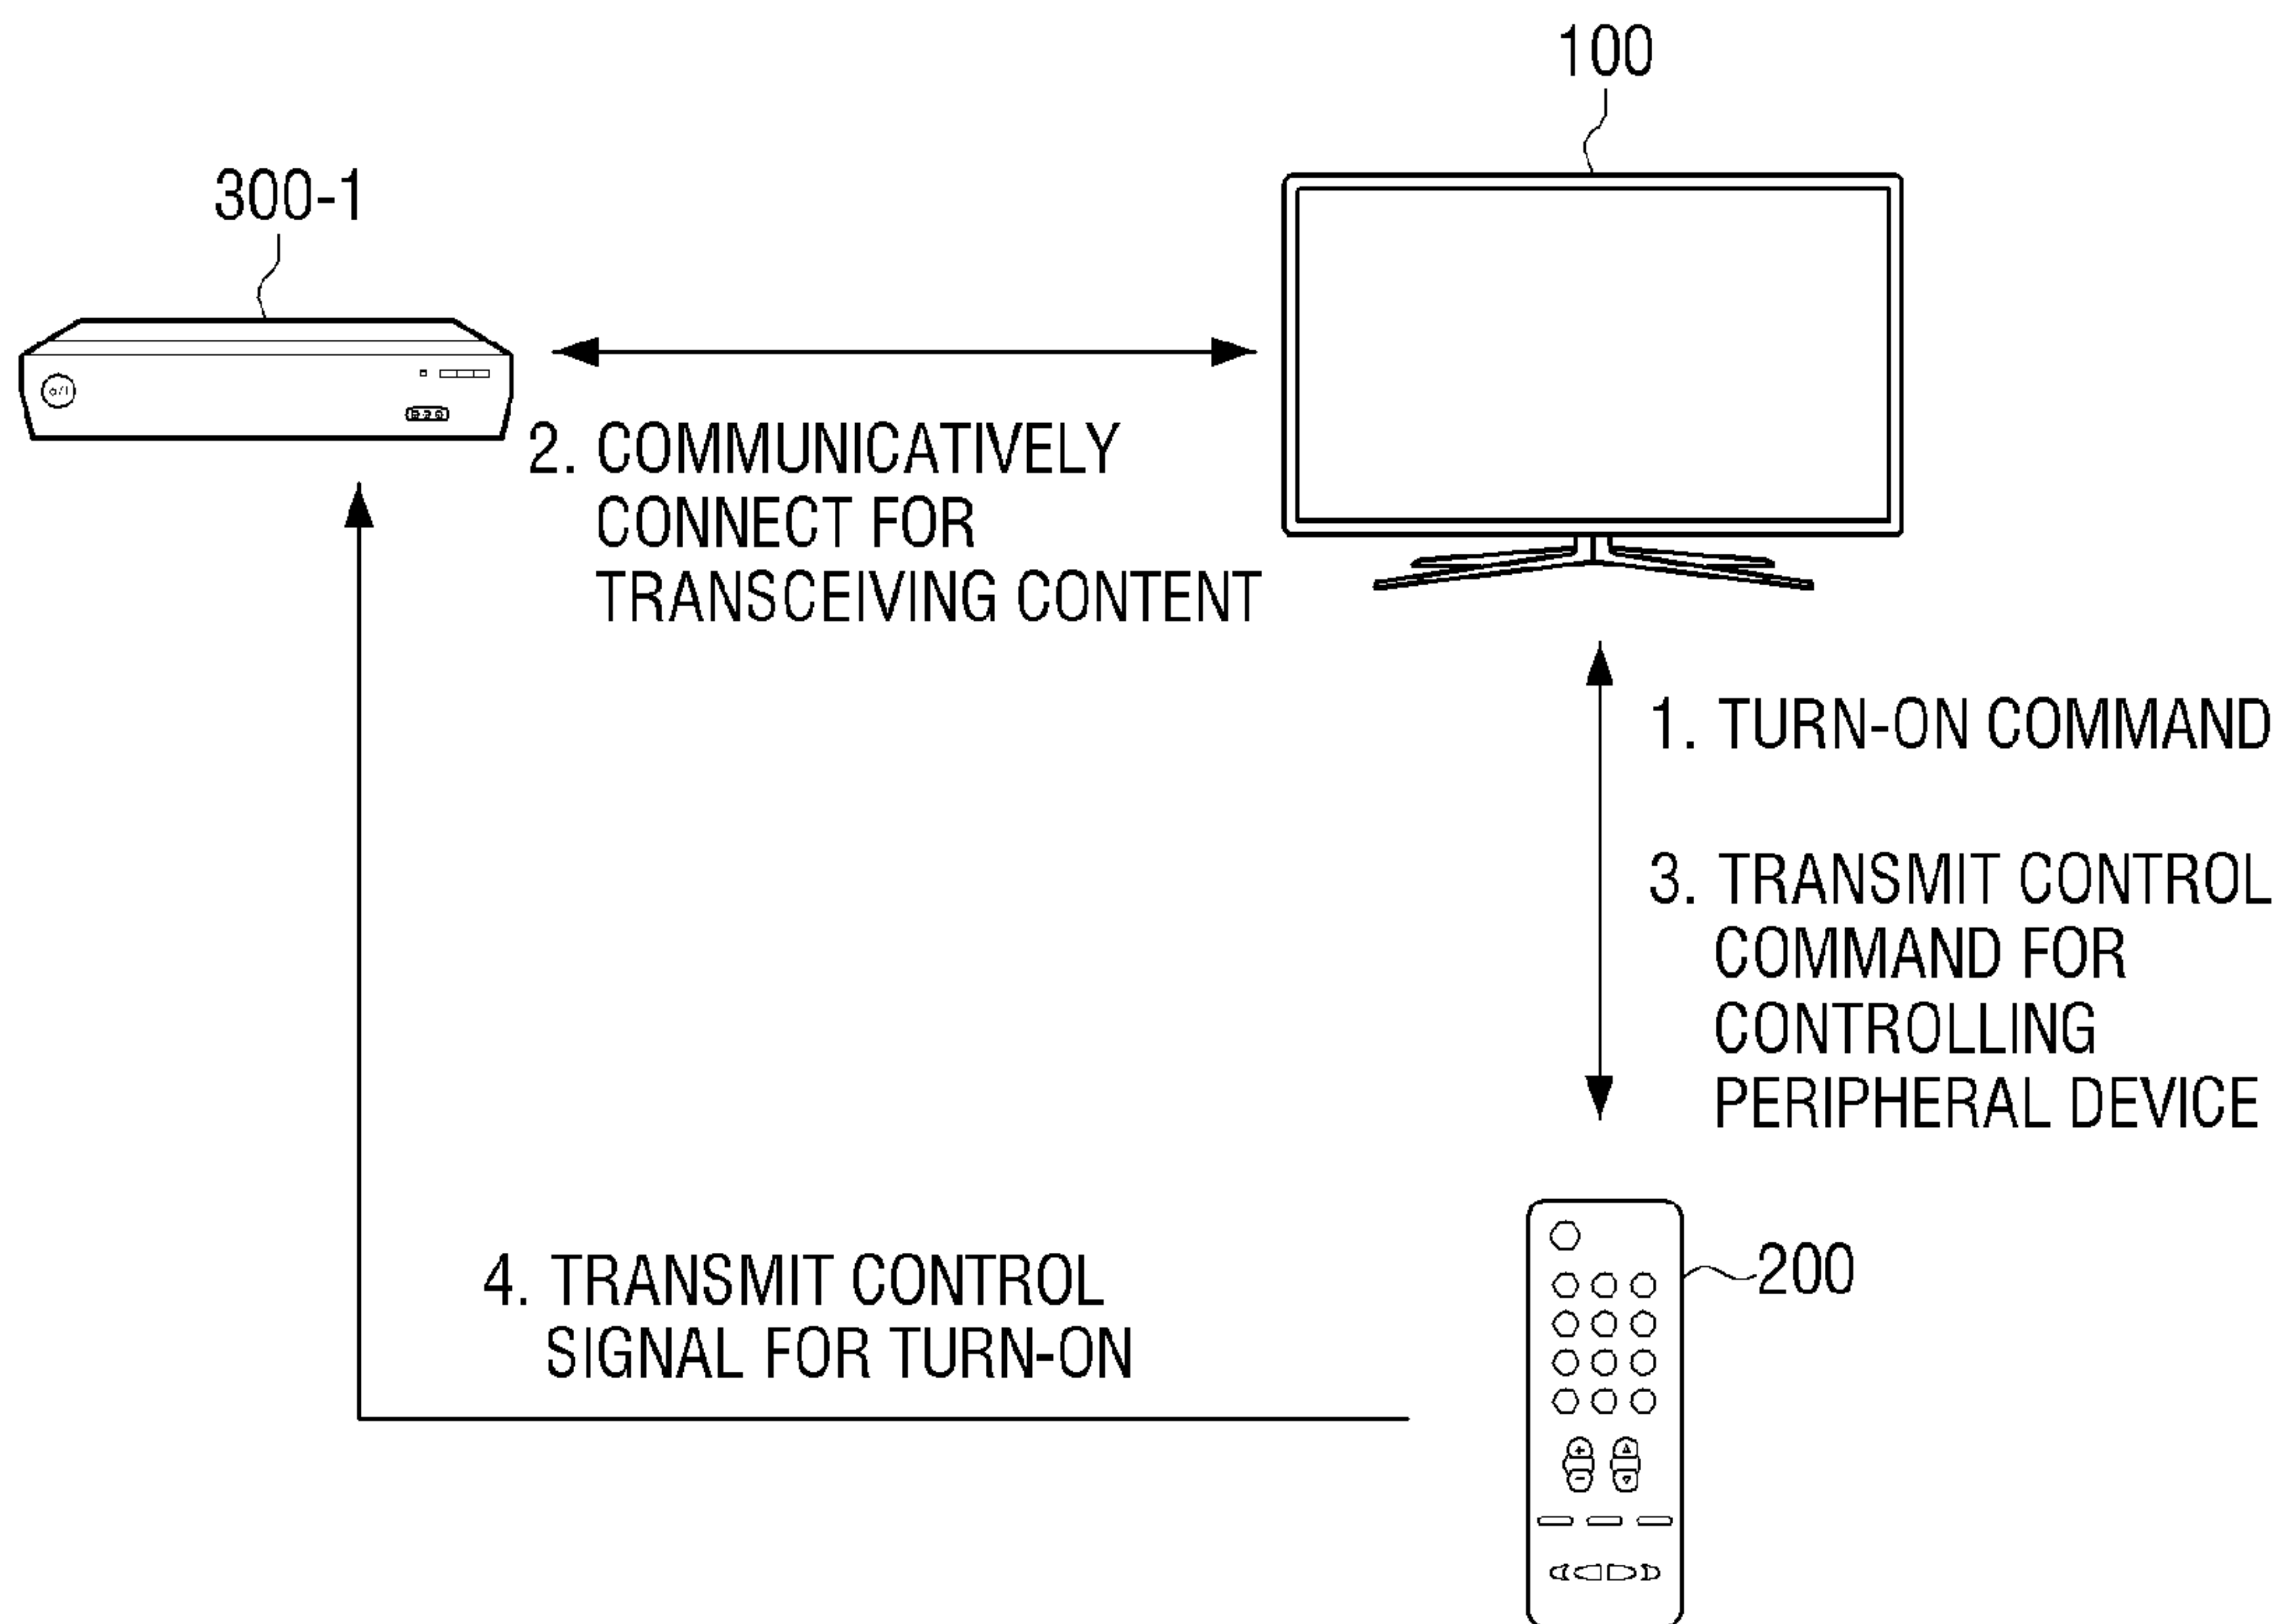 100
300-1
2. COMMUNICATIVELY
CONNECT FOR
TRANSCEIVING CONTENT
1. TURN-ON COMMAND
3. TRANSMIT CONTROL
COMMAND FOR
CONTROLLING
PERIPHERAL DEVICE
4. TRANSMIT CONTROL
SIGNAL FOR TURN-ON
200